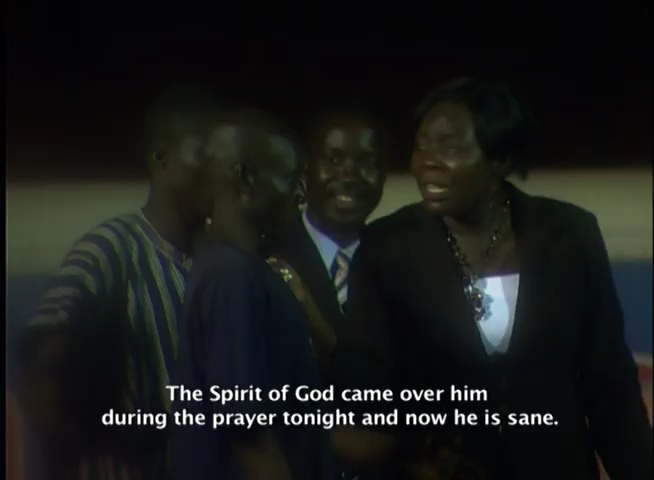 The Spirit of God came over him
during the prayer tonight and now he is sane.